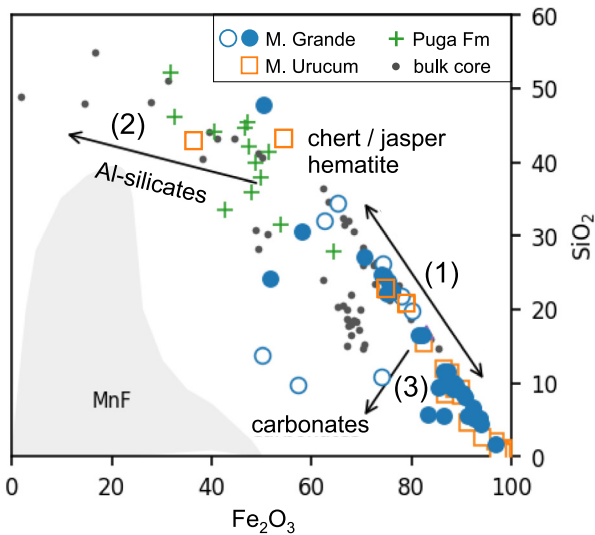 60
M. Grande
Puga Fm
M. Urucum
bulk core
50
(2)
chert / jasper
hematite
40
Al-silicates
30
SiO₂
(1)
20
(3)
10
MnF
carbonates
0
0
20
40
60
80
100
Fe₂O₃